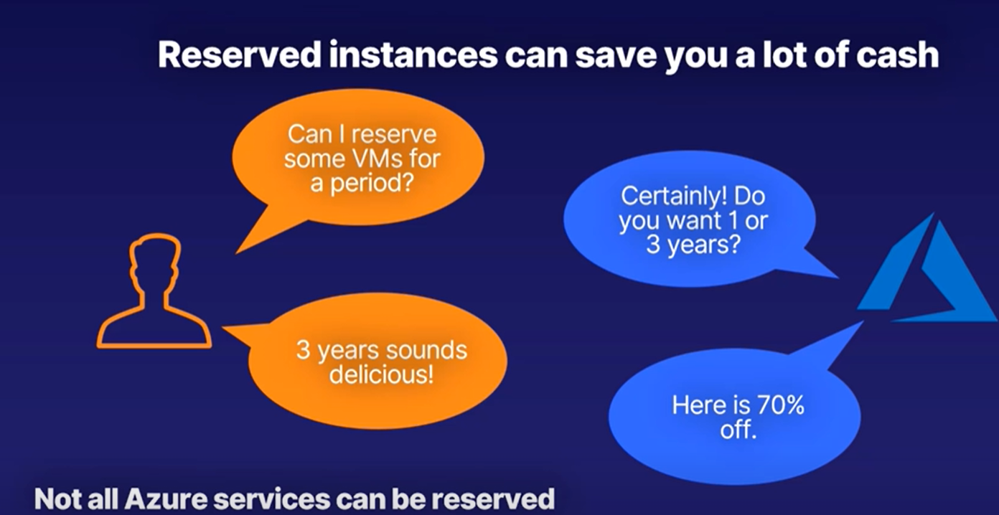 Reserved instances can save you a lot of cash
Can I reserve
some VMs for
a period?
Certainly! Do
you want 1 or
3 years?
3 years sounds
delicious!
Here is 70%
off.
Not all Azure services can be reserved